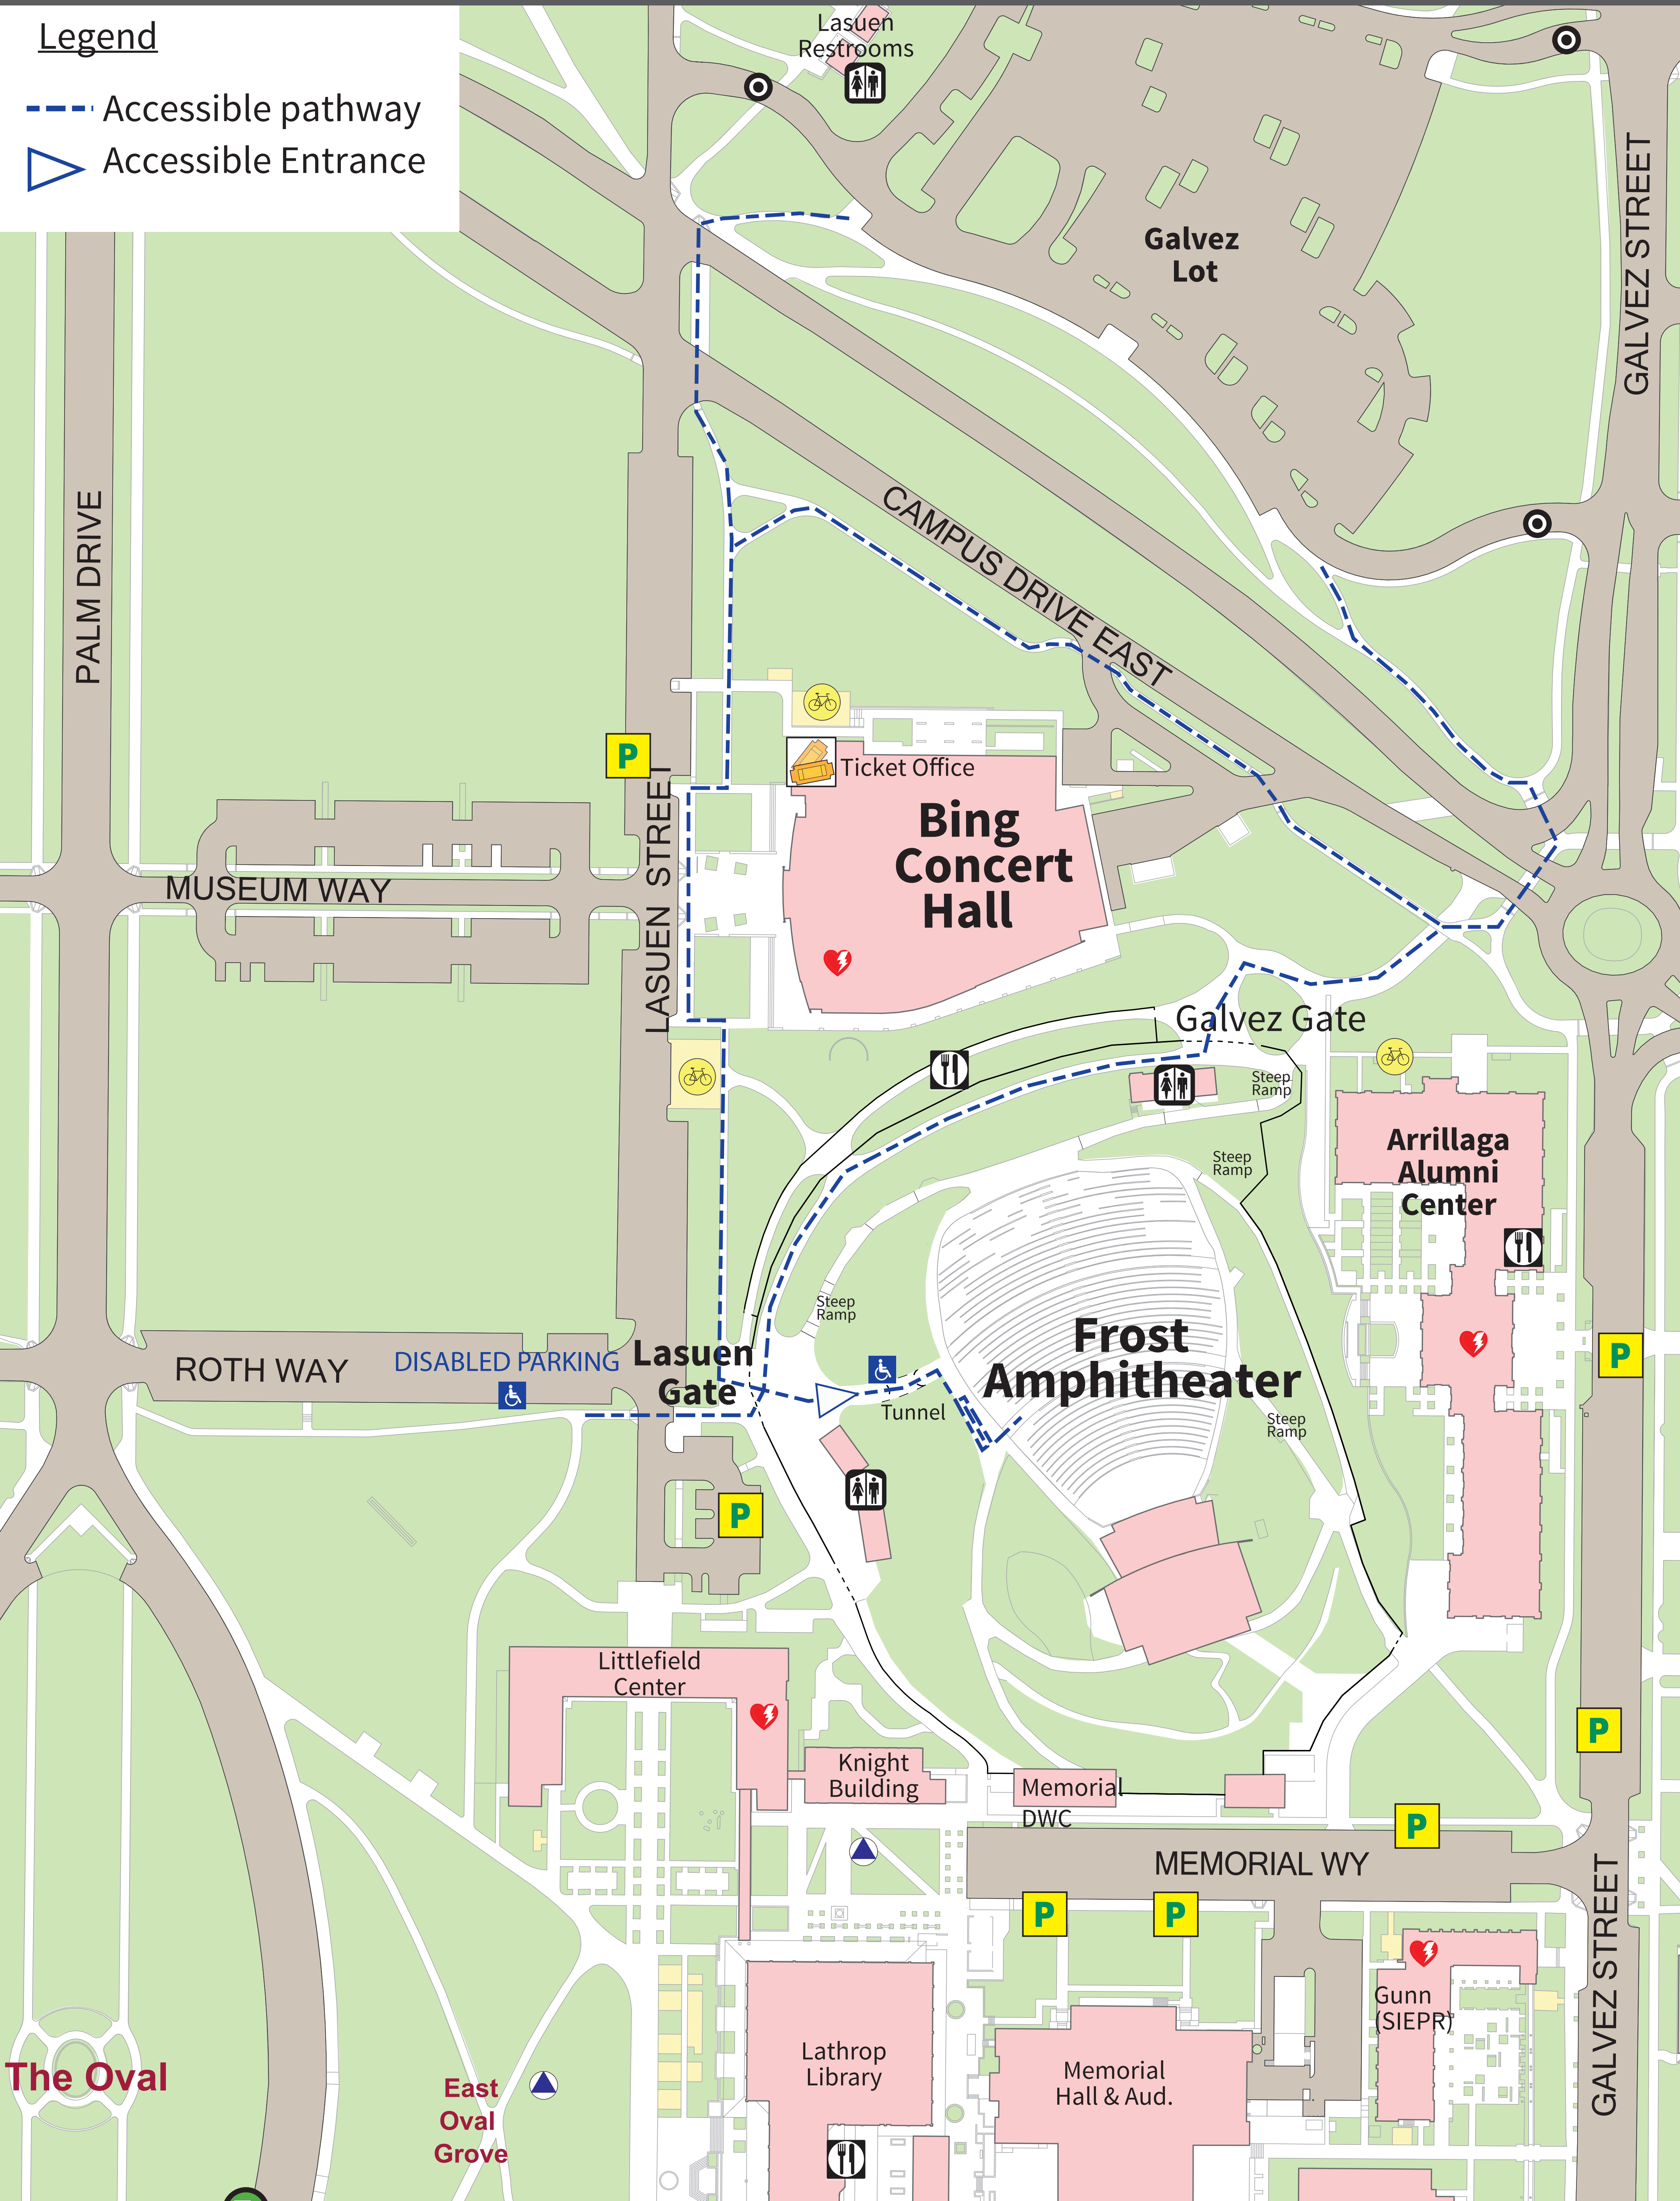 Legend
Accessible pathway
Accessible Entrance
Lasuen
Restrooms
Galvez
Lot
GALVEZ STREET
PALM DRIVE
CAMPUS DRIVE EAST
P
Ticket Office
Bing
Concert
Hall
MUSEUM WAY
LASUEN STREET
Galvez Gate
Steep
Ramp
Steep
Ramp
Arrillaga
Alumni
Center
Steep
Ramp
Frost
Amphitheater
ROTH WAY
DISABLED PARKING
Lasuen
Gate
Tunnel
Steep
Ramp
P
P
Littlefield
Center
P
Knight
Building
Memorial
DWC
P
MEMORIAL WY
P
P
GALVEZ STREET
Gunn
(SIEPR)
Lathrop
Library
Memorial
Hall & Aud.
The Oval
East
Oval
Grove